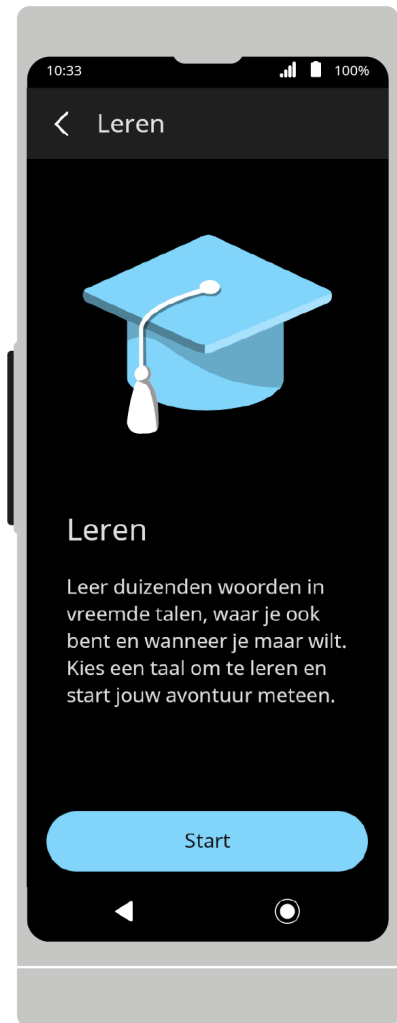 10:33
100%
Leren
Leren
Leer duizenden woorden in
vreemde talen, waar je ook
bent en wanneer je maar wilt.
Kies een taal om te leren en
start jouw avontuur meteen.
Start